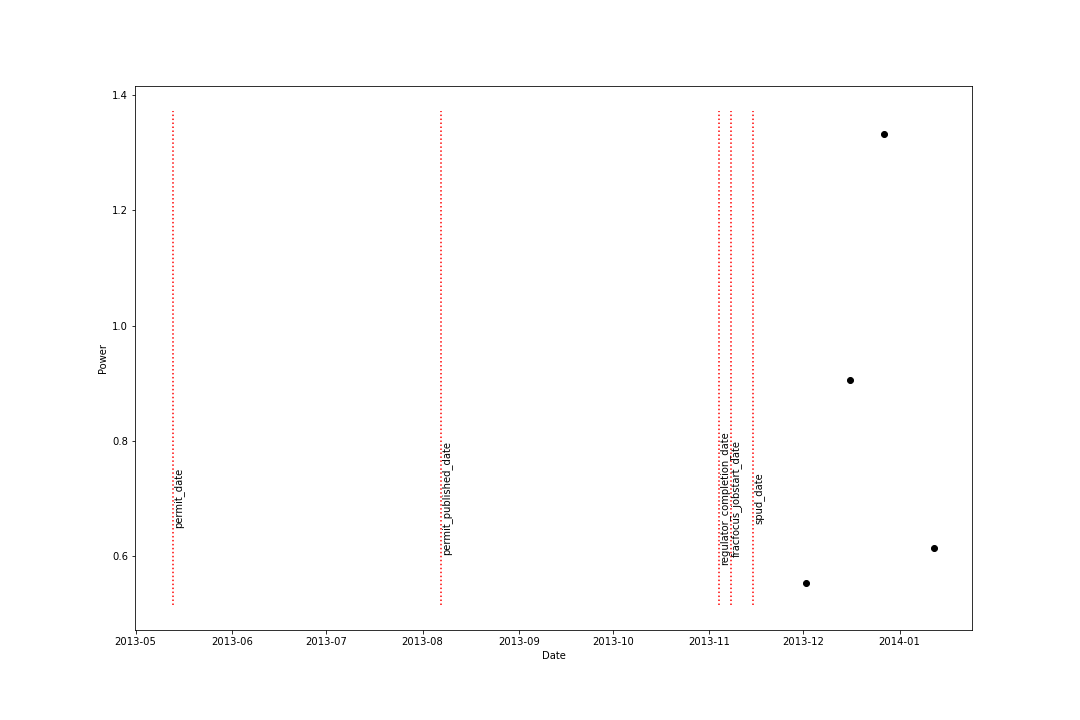 1.4
1.2
1.0
0.8
0.6
Power
permit_date
permit_published_date
regulator_completion_date
fracfocus_jobstart_date
spud_date
2013-05 2013-06 2013-07 2013-08 2013-09 2013-10 2013-11 2013-12 2014-01
Date